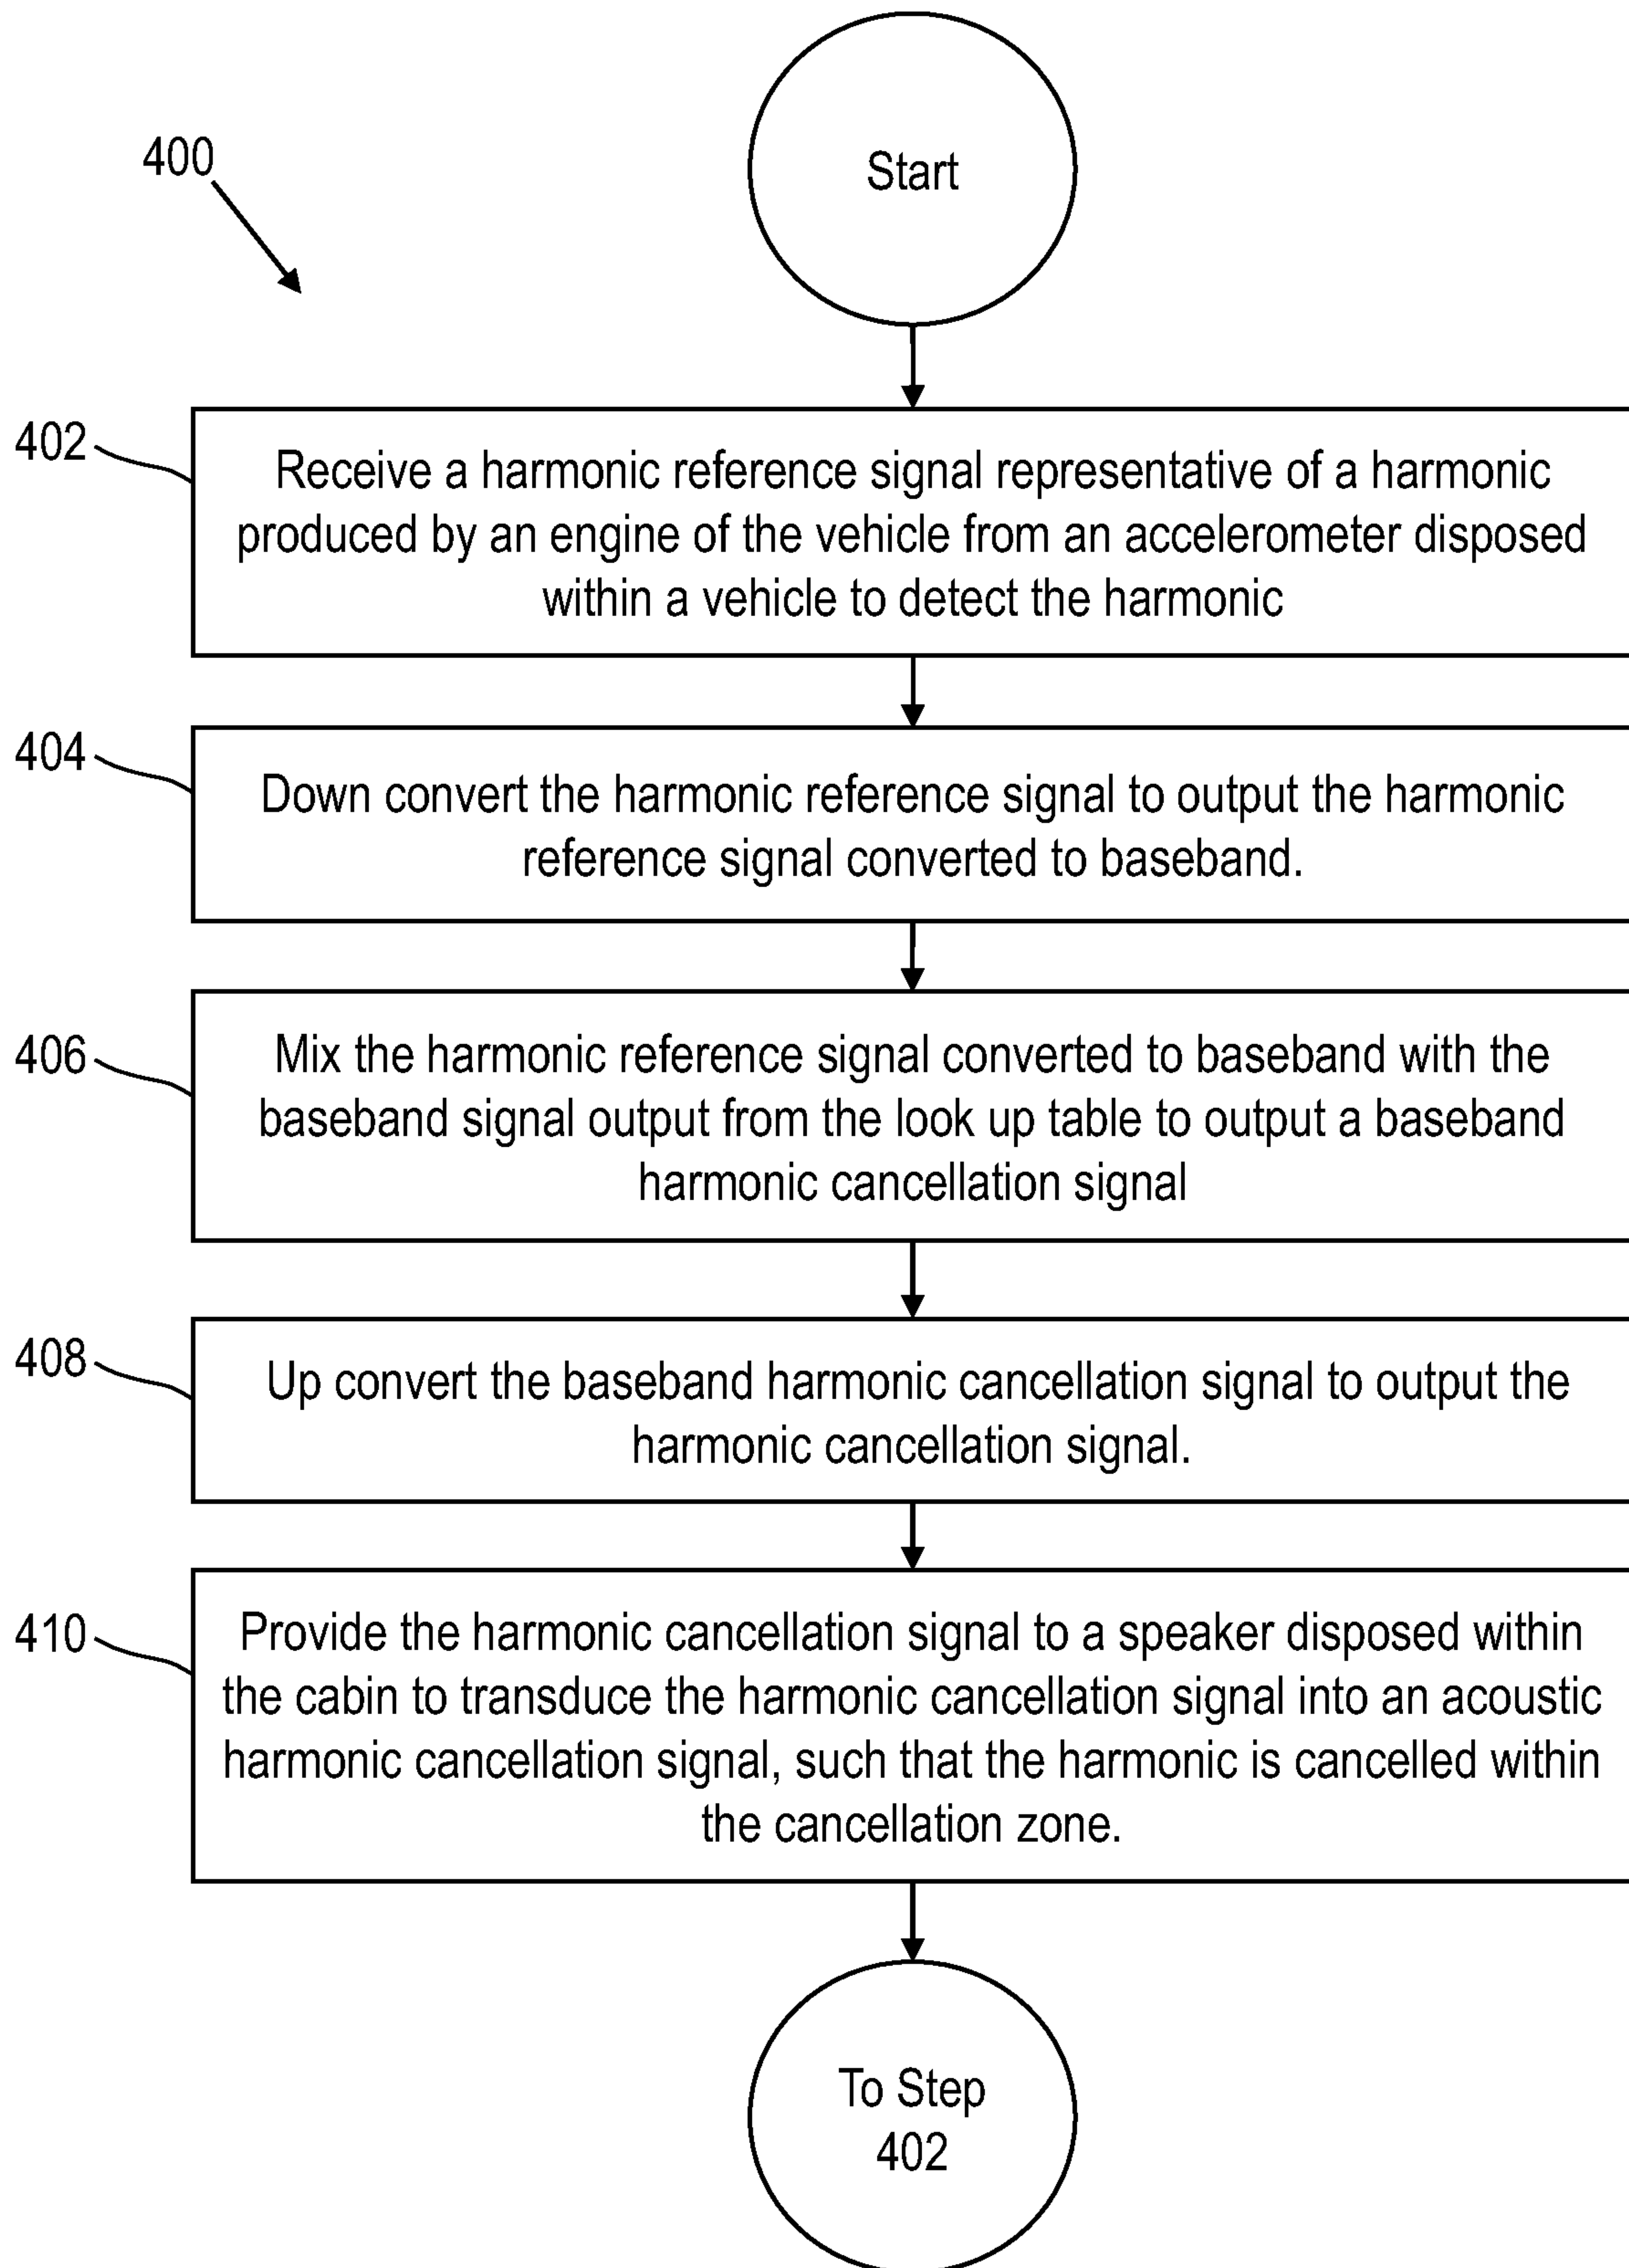 Start
400
402
Receive a harmonic reference signal representative of a harmonic
produced by an engine of the vehicle from an accelerometer disposed
within a vehicle to detect the harmonic
404
Down convert the harmonic reference signal to output the harmonic
reference signal converted to baseband.
406
Mix the harmonic reference signal converted to baseband with the
baseband signal output from the look up table to output a baseband
harmonic cancellation signal
408
Up convert the baseband harmonic cancellation signal to output the
harmonic cancellation signal.
410
Provide the harmonic cancellation signal to a speaker disposed within
the cabin to transduce the harmonic cancellation signal into an acoustic
harmonic cancellation signal, such that the harmonic is cancelled within
the cancellation zone.
To Step
402